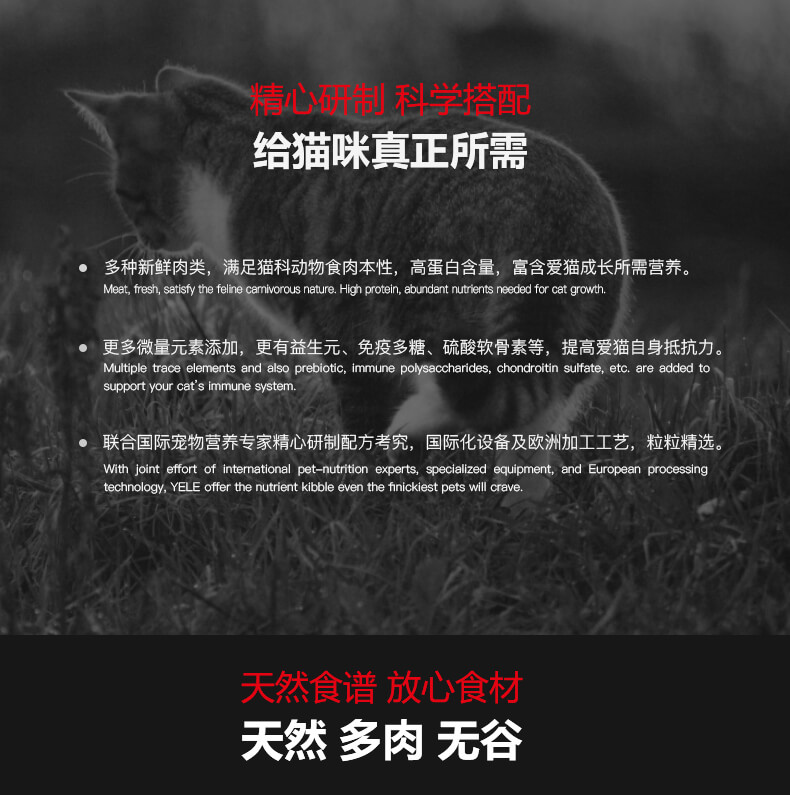 精心研制 科学搭配
给猫咪真正所需
多种新鲜肉类，满足猫科动物食肉本性，高蛋白含量，富含爱猫成长所需营养。
Meat, fresh, satisfy the feline carnivorous nature. High protein, abundant nutrients needed for cat growth.
更多微量元素添加，更有益生元、免疫多糖、硫酸软骨素等，提高爱猫自身抵抗力。
Multiple trace elements and also prebiotic, immune polysaccharides, chondroitin sulfate, etc. are added to
support your cat's immune system.
联合国际宠物营养专家精心研制配方考究，国际化设备及欧洲加工工艺，粒粒精选。
With joint effort of international pet-nutrition experts, specialized equipment, and European processing
technology, YELE offer the nutrient kibble even the finickiest pets will crave.
天然食谱 放心食材
天然 多肉 无谷